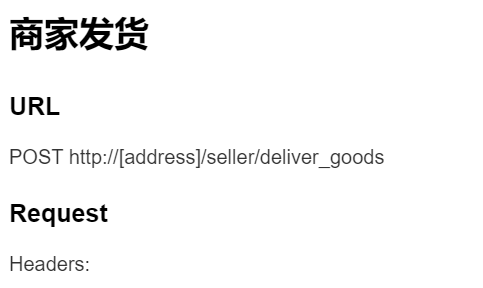 商家发货
URL
POST http://[address]/seller/deliver_goods
Request
Headers: